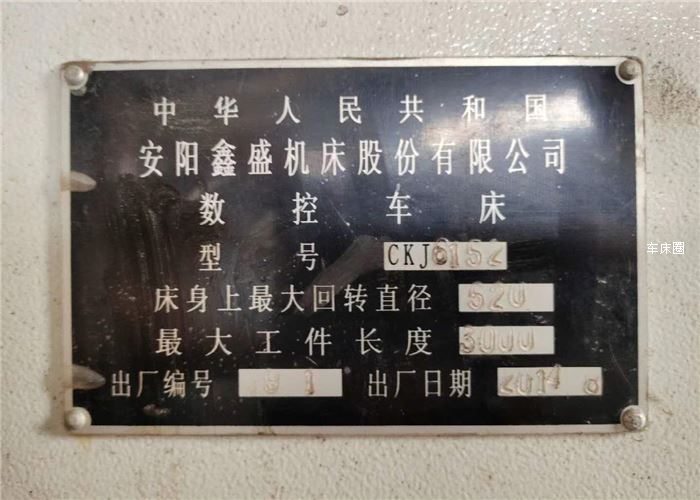 中华人民共和国
安阳鑫盛机床股份有限公司
数控车床
型号 CKJ6152
床身上最大回转直径 520
最大工件长度 3000
出厂编号 出厂日期 2014
车床圈